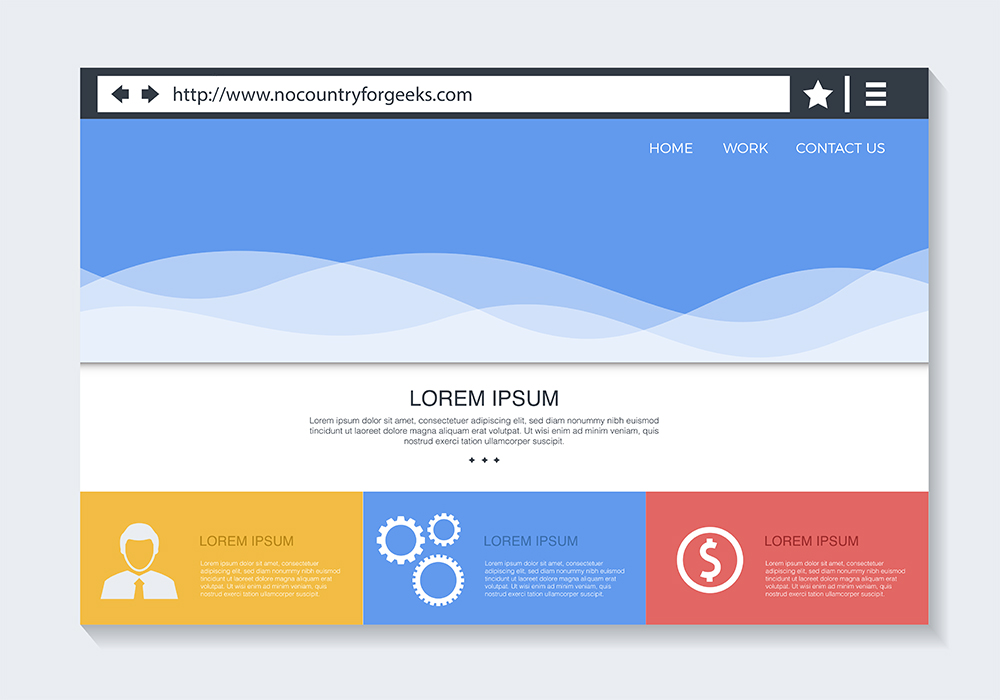 http://www.nocountryforgeeks.com
HOME WORK CONTACT US
LOREM IPSUM
Lorem ipsum dolor sit amet, consectetuer adipiscing elit, sed diam nonummy nibh euismod
tincidunt ut laoreet dolore magna aliquam erat volutpat. Ut wisi enim ad minim veniam, quis
nostrud exerci tation ullamcorper suscipit.
LOREM IPSUM
Lorem ipsum dolor sit amet, consectetuer
adipiscing elit, sed diam nonummy nibh euismod
tincidunt ut laoreet dolore magna aliquam erat
volutpat. Ut wisi enim ad minim veniam, quis
nostrud exerci tation ullamcorper suscipit.
LOREM IPSUM
Lorem ipsum dolor sit amet, consectetuer
adipiscing elit, sed diam nonummy nibh euismod
tincidunt ut laoreet dolore magna aliquam erat
volutpat. Ut wisi enim ad minim veniam, quis
nostrud exerci tation ullamcorper suscipit.
LOREM IPSUM
Lorem ipsum dolor sit amet, consectetuer
adipiscing elit, sed diam nonummy nibh euismod
tincidunt ut laoreet dolore magna aliquam erat
volutpat. Ut wisi enim ad minim veniam, quis
nostrud exerci tation ullamcorper suscipit.